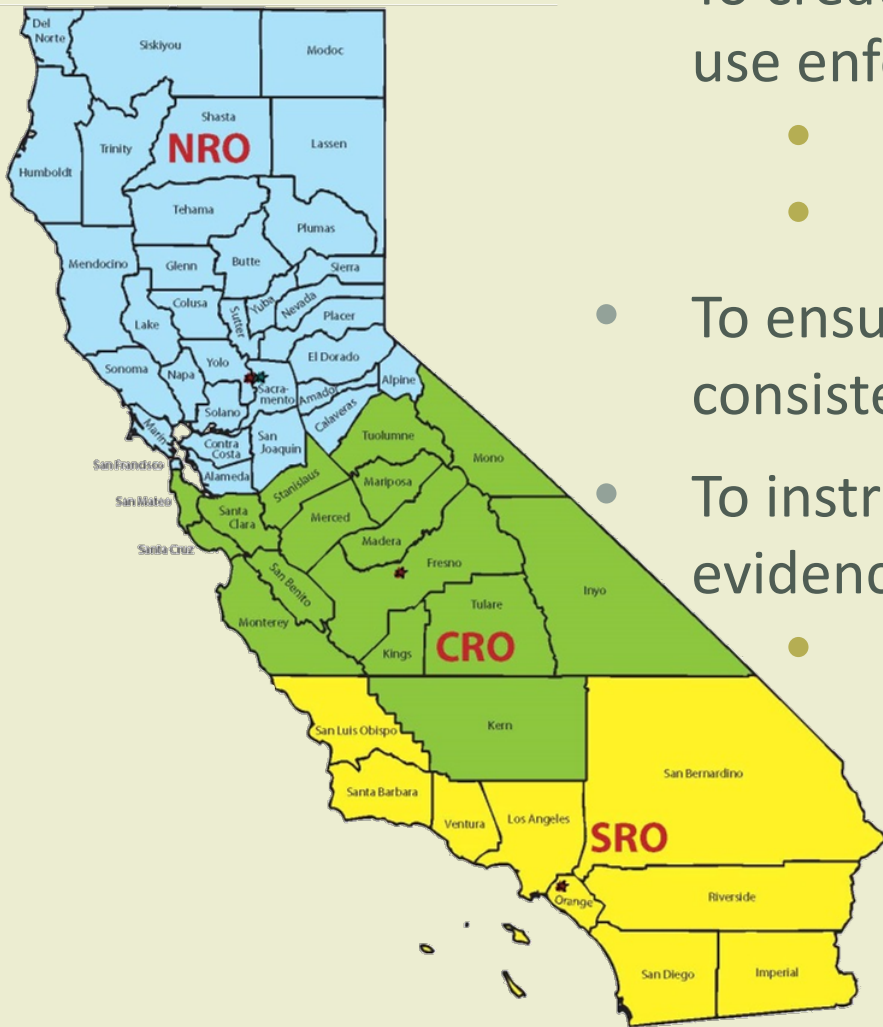 Del
Norte
Siskiyou
Modoc
Shasta
NRO
Trinity
Lassen
Humboldt
Tehama
Plumas
Mendocino
Glenn
Butte
Sierra
Colusa
Sutter
Yuba
Nevada
Placer
Lake
Sonoma
Napa
Yolo
El Dorado
Sacra-
mento
Amador
Alpine
Solano
Calaveras
Marin
Contra
Costa
San
Joaquin
Tuolumne
San Francisco
Alameda
Mono
San Mateo
Santa
Clara
Stanislaus
Mariposa
Merced
Santa Cruz
Madera
Fresno
San Benito
Inyo
Monterey
Tulare
Kings
CRO
San Luis Obispo
Kern
San Bernardino
Santa Barbara
Ventura
Los Angeles
SRO
Orange
Riverside
San Diego
Imperial
use enf
To ensu
consiste
To instr
evidenc